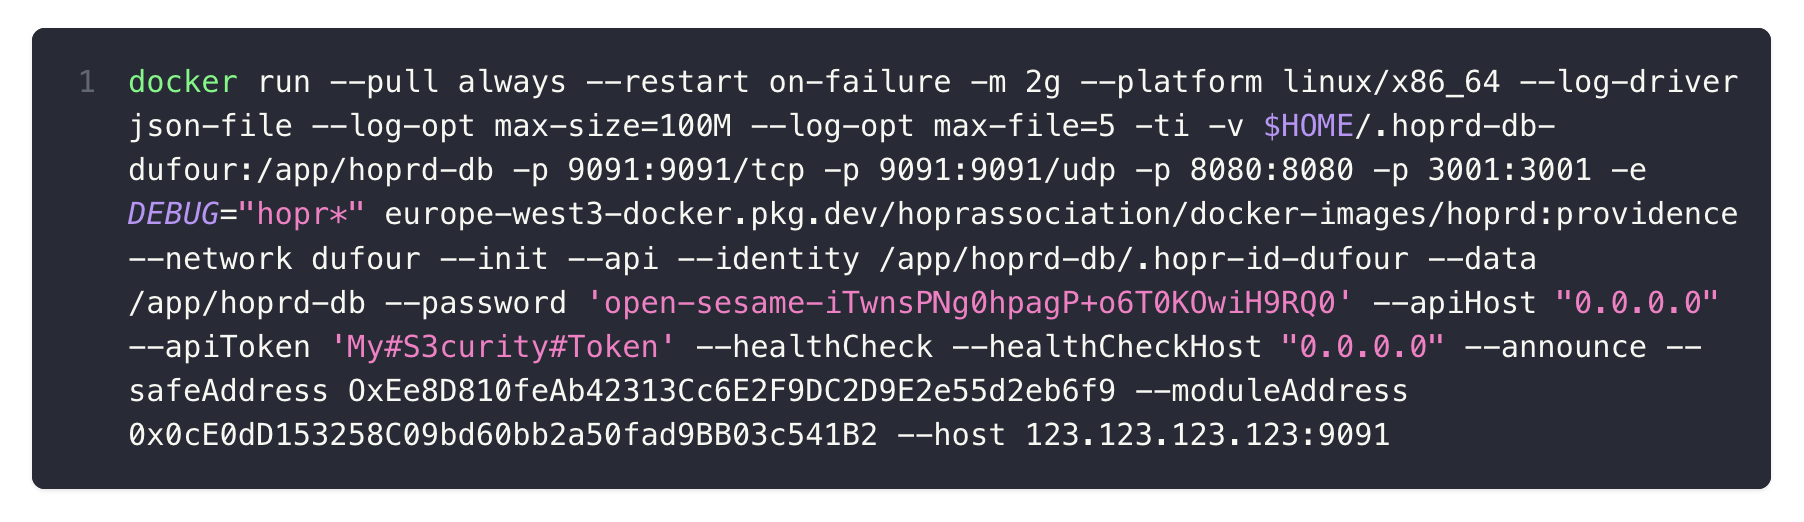 1 docker run --pull always --restart on-failure -m 2g --platform linux/x86_64 --log-driver
json-file --log-opt max-size=100M --log-opt max-file=5 -ti -v $HOME/.hoprd-db-
dufour:/app/hoprd-db -p 9091:9091/tcp -p 9091:9091/udp -p 8080:8080 -p 3001:3001 -e
DEBUG="hopr*" europe-west3-docker.pkg.dev/hoprassociation/docker-images/hoprd:providence
--network dufour --init --api --identity /app/hoprd-db/.hopr-id-dufour --data
/app/hoprd-db --password 'open-sesame-iTwnsPNg0hpagP+o6T0KOwiH9RQ0' --apiHost "0.0.0.0"
--apiToken 'My#S3curity#Token' --healthCheck --healthCheckHost "0.0.0.0" --announce --
safeAddress OxEe8D810feAb42313Cc6E2F9DC2D9E2e55d2eb6f9 --moduleAddress
0x0cE0dD153258C09bd60bb2a50fad9BB03c541B2 --host 123.123.123.123:9091